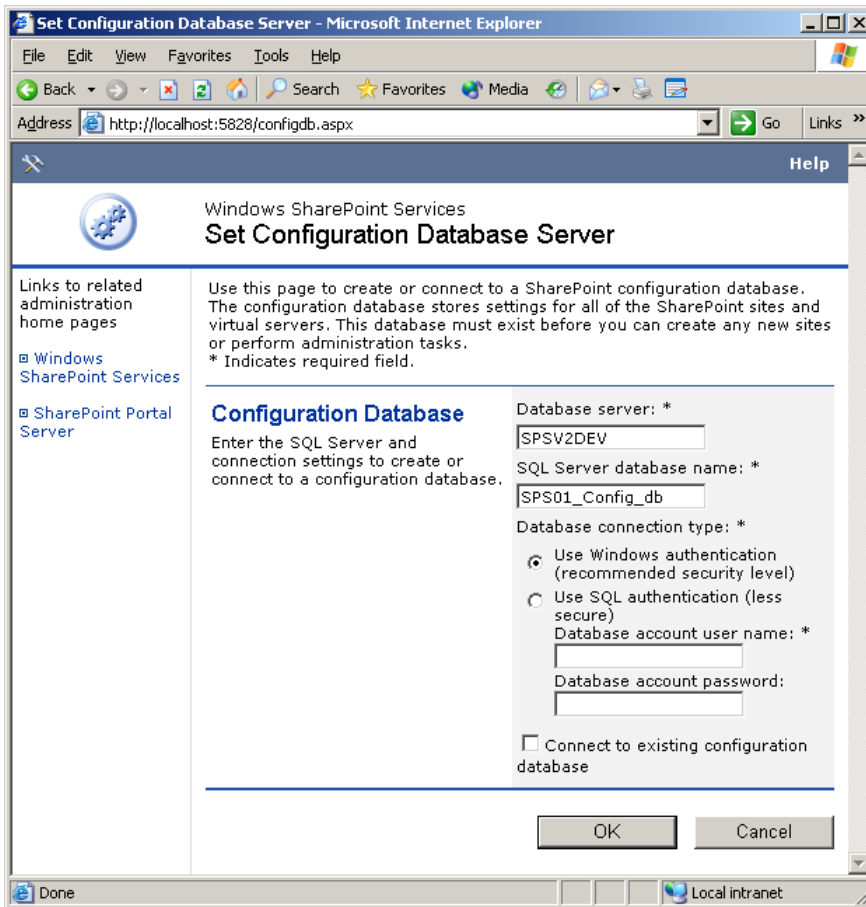 Set Configuration Database Server - Microsoft Internet Explorer
File Edit View Favorites Tools Help
Back Search Favorites Media
Address http://localhost:5828/configdb.aspx Go Links »
Help
Windows SharePoint Services
Set Configuration Database Server
Links to related
administration
home pages
Windows
SharePoint Services
SharePoint Portal
Server
Use this page to create or connect to a SharePoint configuration database.
The configuration database stores settings for all of the SharePoint sites and
virtual servers. This database must exist before you can create any new sites
or perform administration tasks.
* Indicates required field.
Configuration Database
Enter the SQL Server and
connection settings to create or
connect to a configuration database.
Database server: *
SPSV2DEV
SQL Server database name: *
SPS01_Config_db
Database connection type: *
Use Windows authentication
(recommended security level)
Use SQL authentication (less
secure)
Database account user name: *
Database account password:
Connect to existing configuration
database
OK Cancel
Done Local intranet